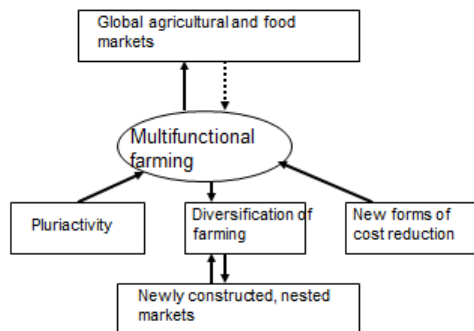 Global agricultural and food
markets
Multifunctional
farming
Pluriactivity
Diversification of
farming
New forms of
cost reduction
Newly constructed, nested
markets